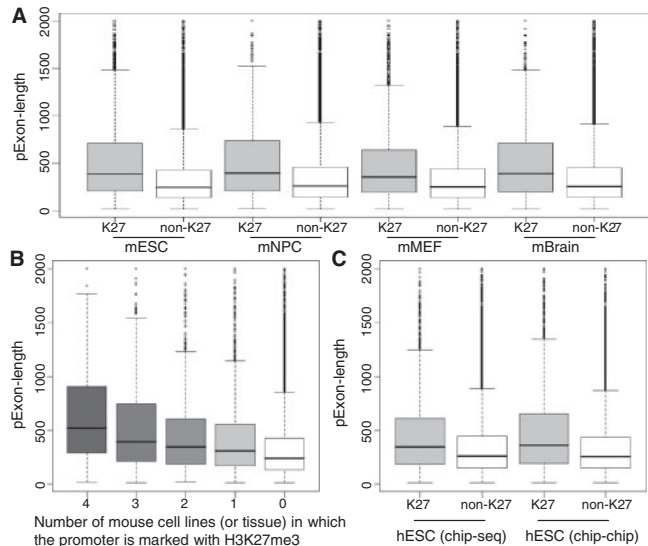 A
pExon-length
2000
1500
1000
500
0
K27 non-K27 K27 non-K27 K27 non-K27 K27 non-K27
mESC mNPC mMEF mBrain
B
pExon-length
2000
1500
1000
500
0
4 3 2 1 0
Number of mouse cell lines (or tissue) in which
the promoter is marked with H3K27me3
C
pExon-length
2000
1500
1000
500
0
K27 non-K27 K27 non-K27
hESC (chip-seq) hESC (chip-chip)